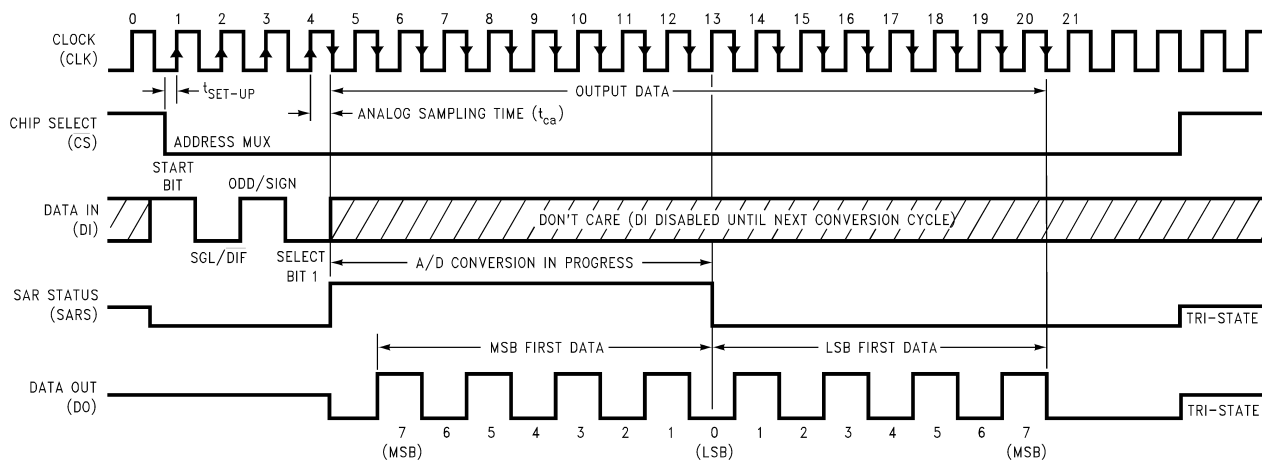 0 1 2 3 4 5 6 7 8 9 10 11 12 13 14 15 16 17 18 19 20 21
CLOCK
(CLK)
tSET-UP
OUTPUT DATA
ANALOG SAMPLING TIME (tca)
CHIP SELECT
(C̅S̅)
ADDRESS MUX
START
BIT
ODD/SIGN
DATA IN
(DI)
DON'T CARE (DI DISABLED UNTIL NEXT CONVERSION CYCLE)
SGL/D̅I̅F̅
SELECT
BIT 1
A/D CONVERSION IN PROGRESS
SAR STATUS
(SARS)
TRI-STATE
MSB FIRST DATA
LSB FIRST DATA
DATA OUT
(DO)
TRI-STATE
7 6 5 4 3 2 1 0 1 2 3 4 5 6 7
(MSB) (LSB) (MSB)